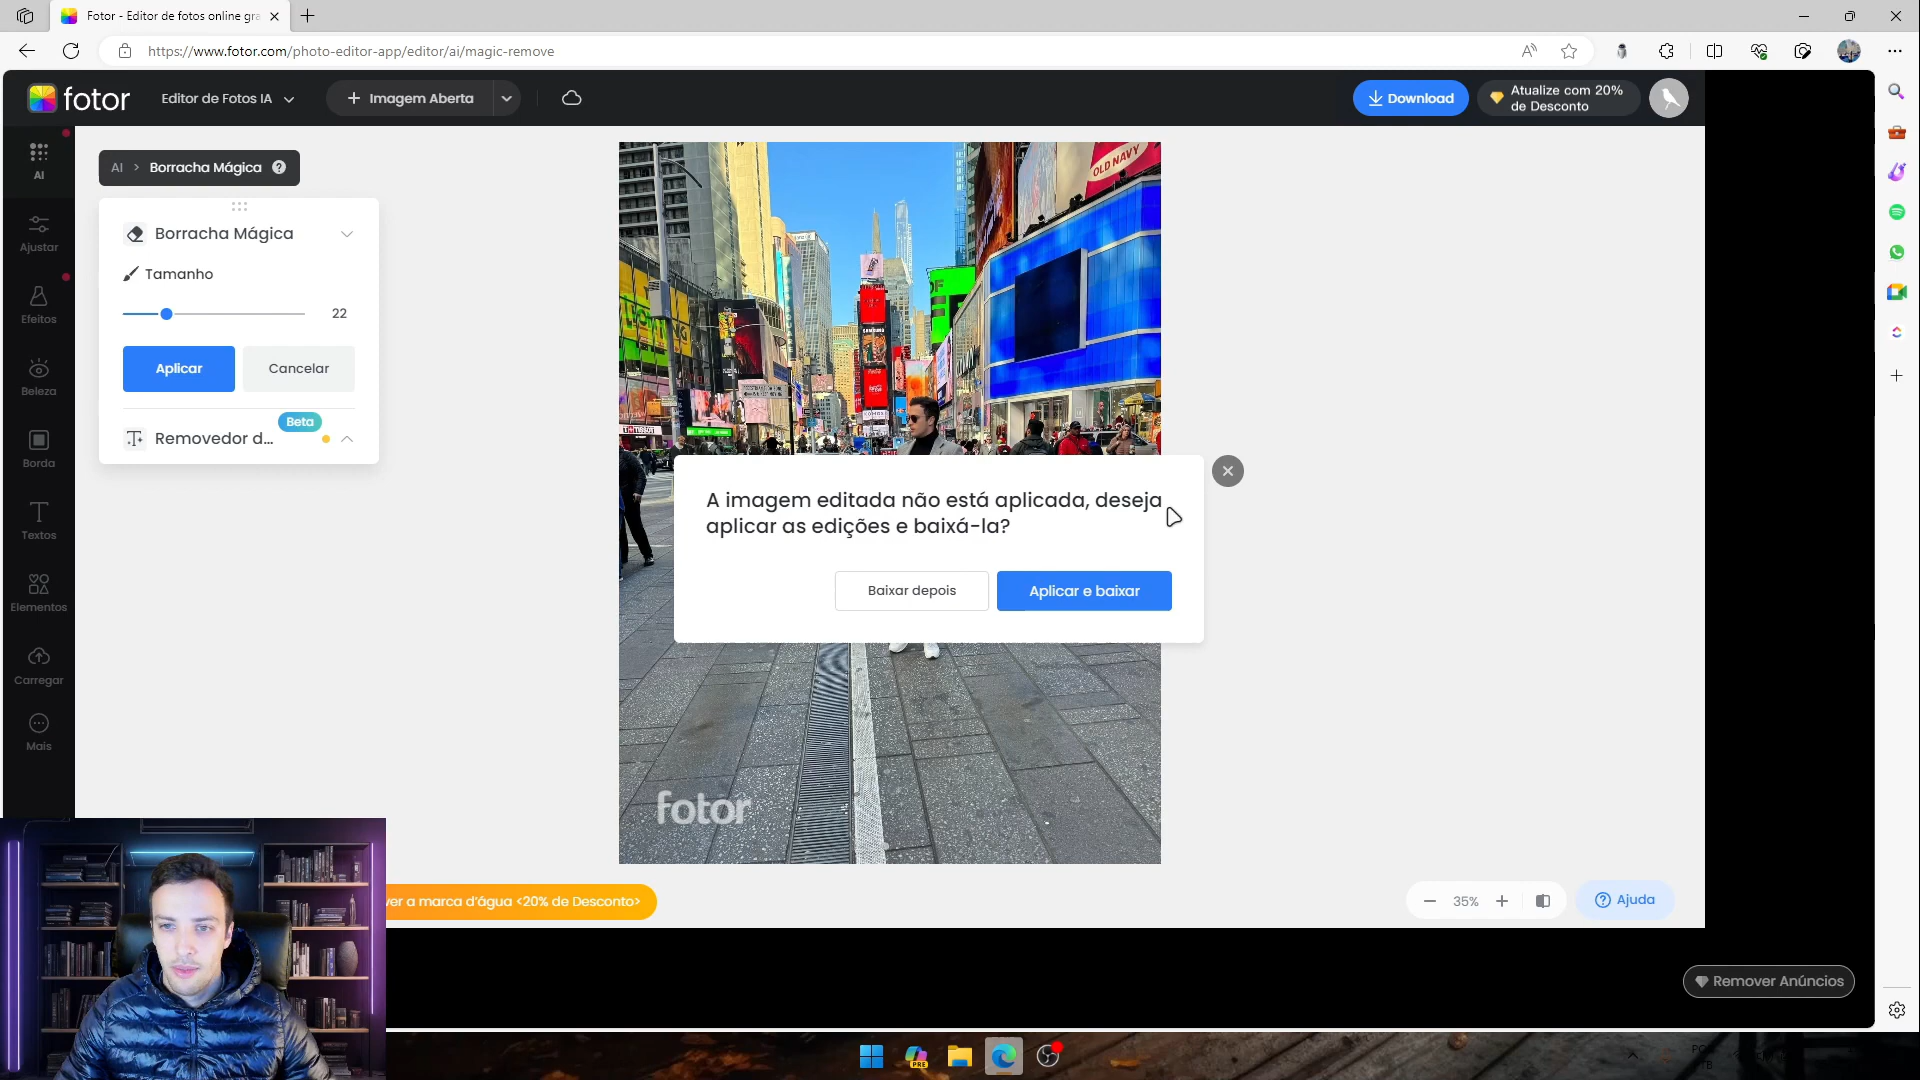 Fotor - Editor de fotos online gra
https://www.fotor.com/photo-editor-app/editor/ai/magic-remove
fotor
Editor de Fotos IA
Imagem Aberta
Download
Atualize com 20%
de Desconto
AI
Ajustar
Efeitos
Beleza
Borda
Textos
Elementos
Carregar
Mais
AI > Borracha Mágica
Borracha Mágica
Tamanho
22
Aplicar
Cancelar
Beta
Removedor d...
OLD NAVY
SAMSUNG
A imagem editada não está aplicada, deseja
aplicar as edições e baixá-la?
Baixar depois
Aplicar e baixar
fotor
ver a marca d'água <20% de Desconto>
35%
Ajuda
Remover Anúncios
PRE